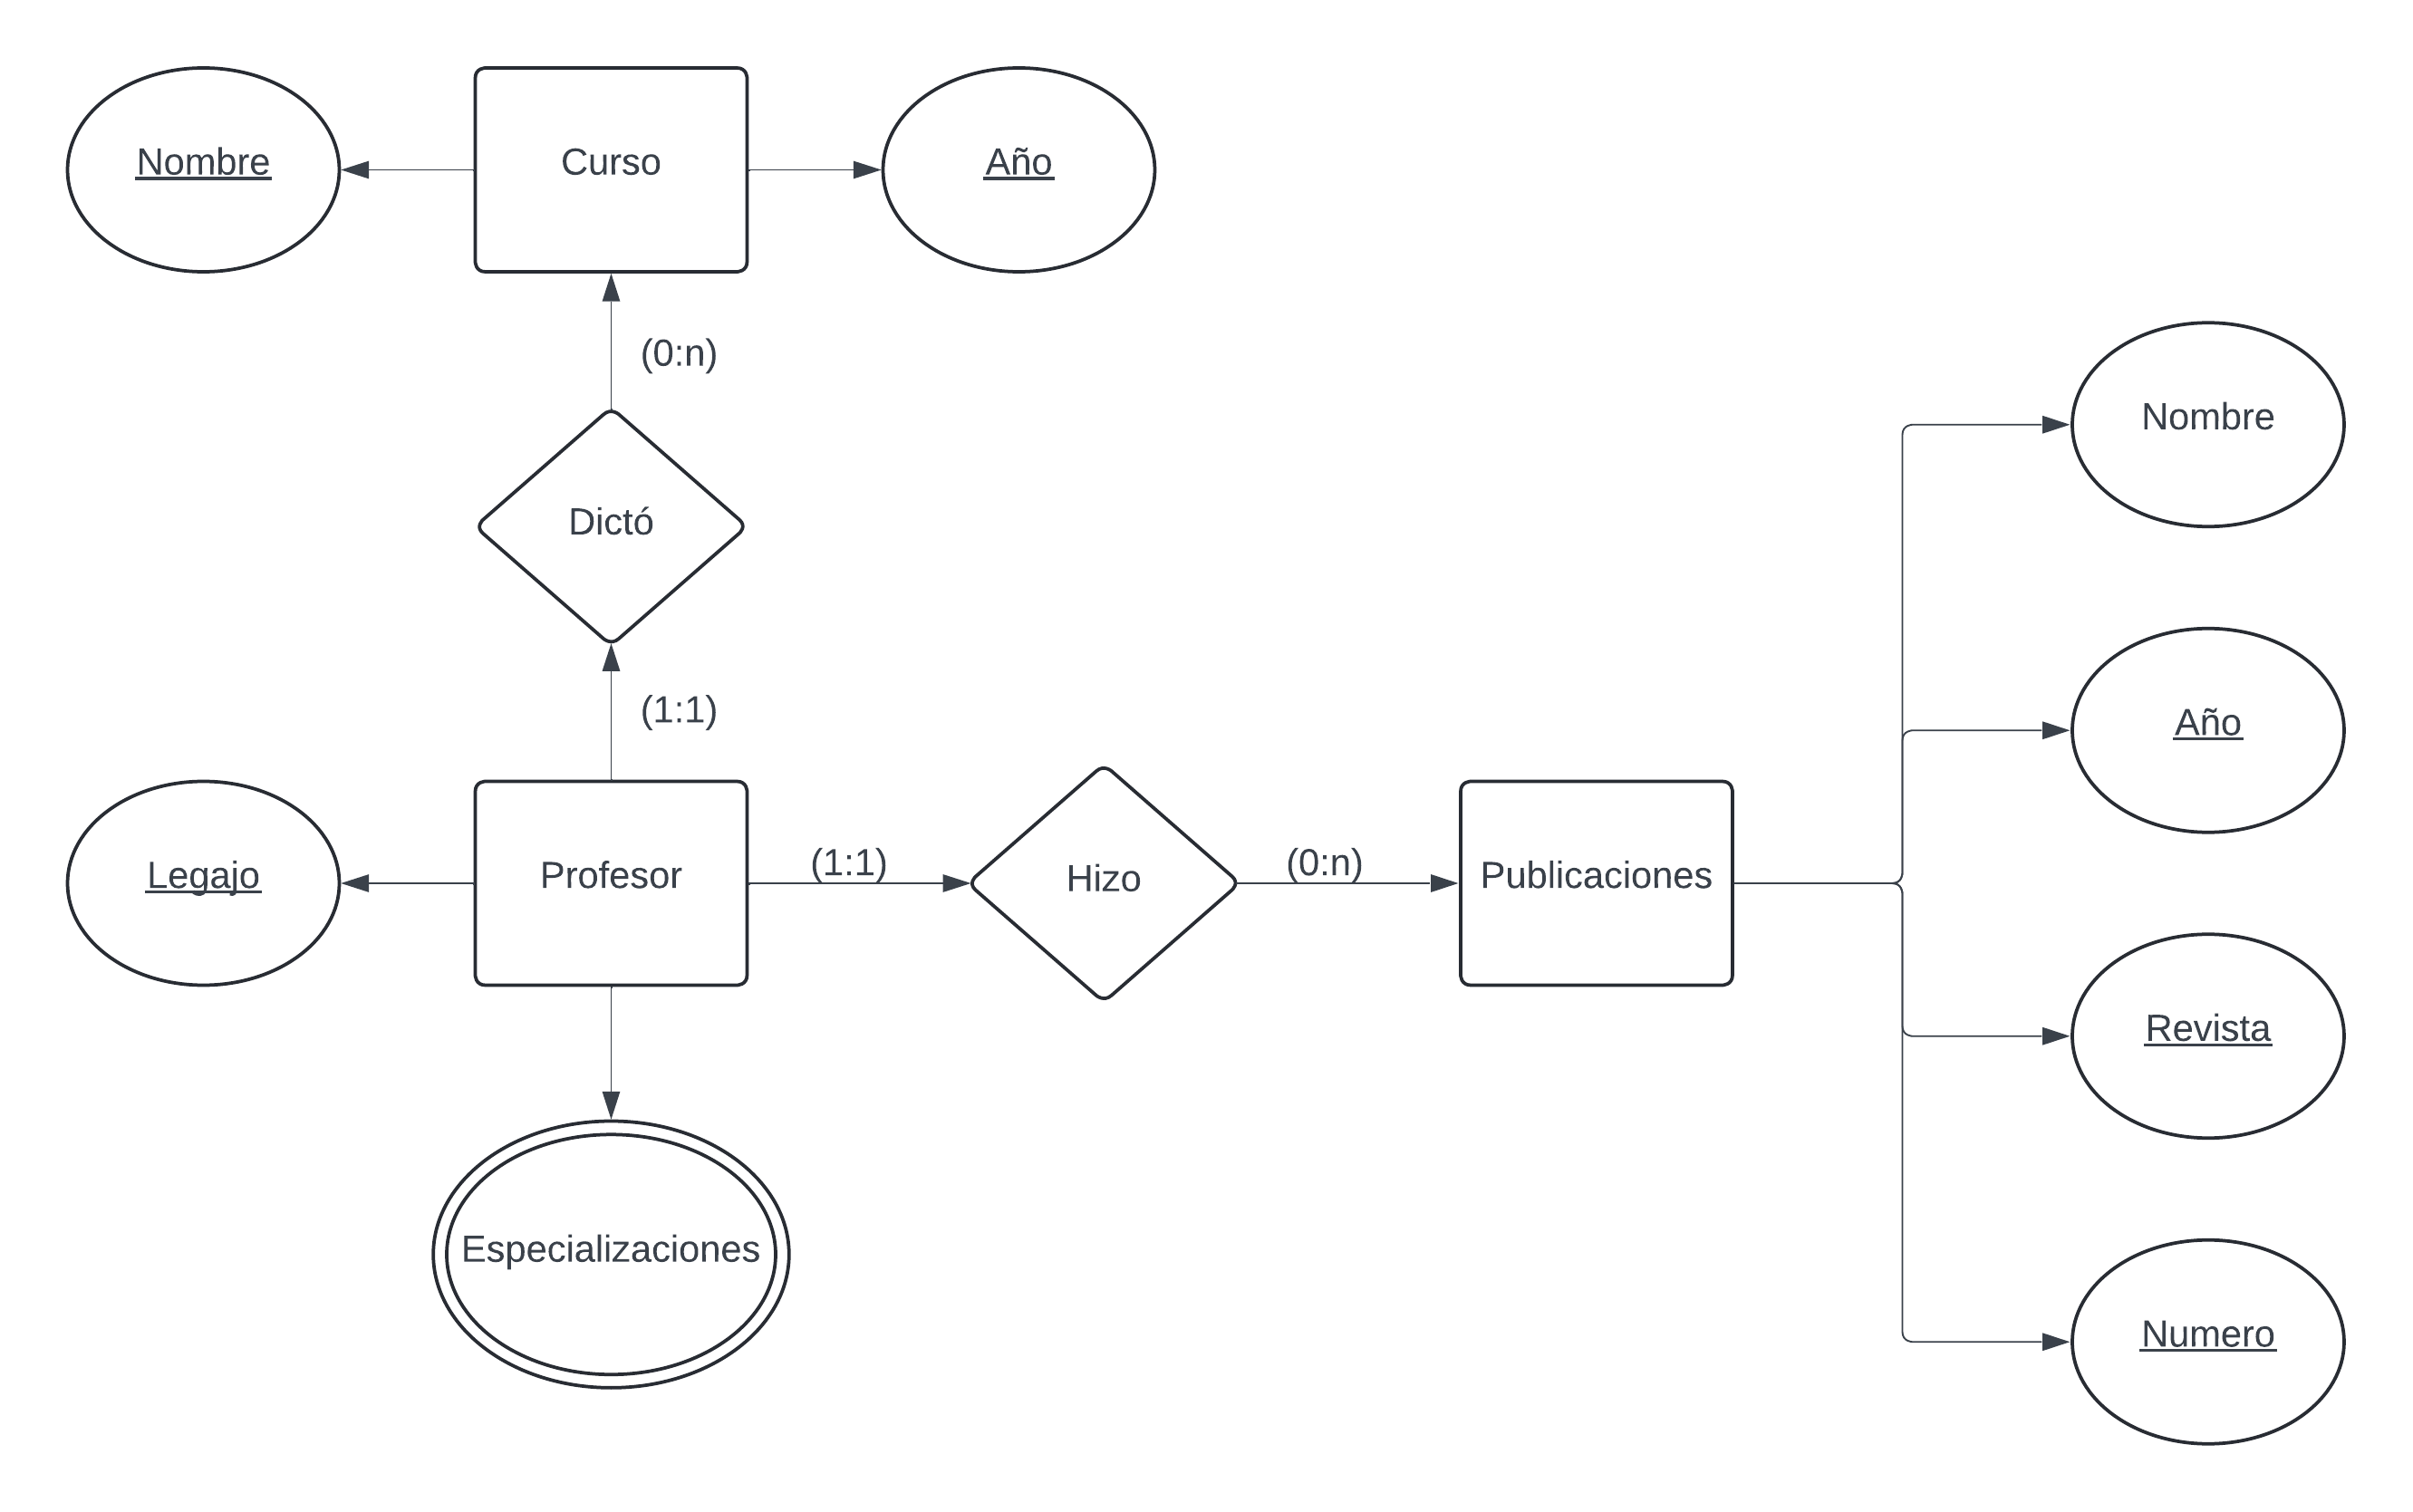 Nombre
Curso
Año
(0:n)
Nombre
Dictó
(1:1)
Año
Legajo
Profesor
(1:1)
Hizo
(0:n)
Publicaciones
Revista
Especializaciones
Numero